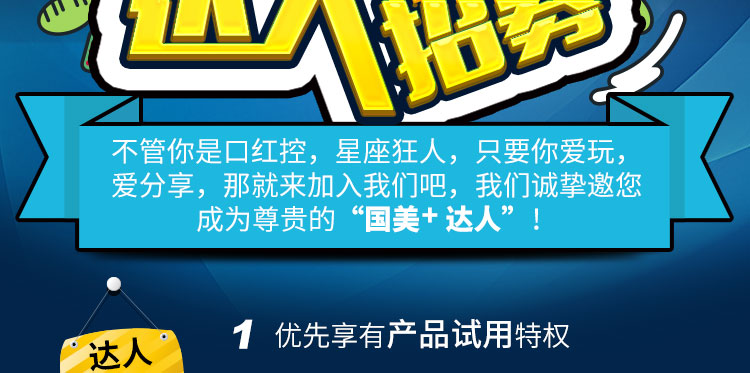 达人招募
不管你是口红控，星座狂人，只要你爱玩，
爱分享，那就来加入我们吧，我们诚挚邀您
成为尊贵的“国美+ 达人”！
1 优先享有产品试用特权
达人